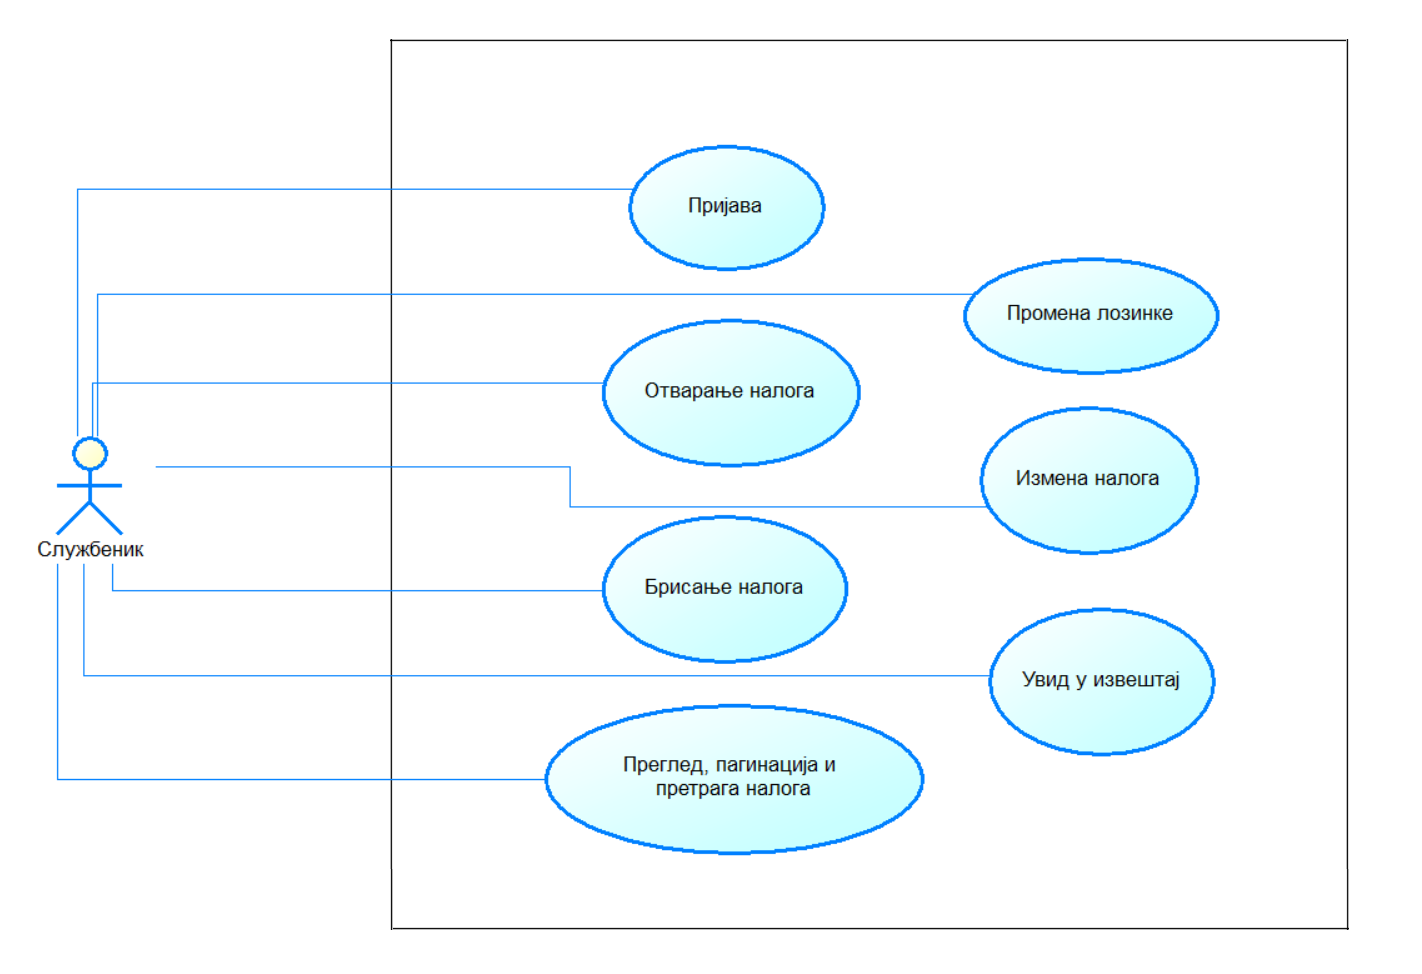 Пријава
Промена лозинке
Отварање налога
Измена налога
Службеник
Брисање налога
Увид у извештај
Преглед, пагинација и
претрага налога